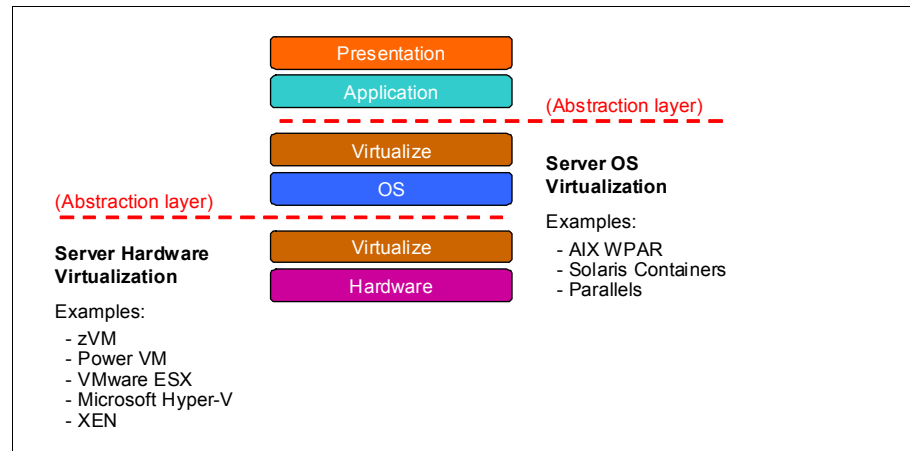 Presentation
Application
(Abstraction layer)
Virtualize
OS
Server OS
Virtualization
Examples:
- AIX WPAR
- Solaris Containers
- Parallels
(Abstraction layer)
Virtualize
Hardware
Server Hardware
Virtualization
Examples:
- zVM
- Power VM
- VMware ESX
- Microsoft Hyper-V
- XEN